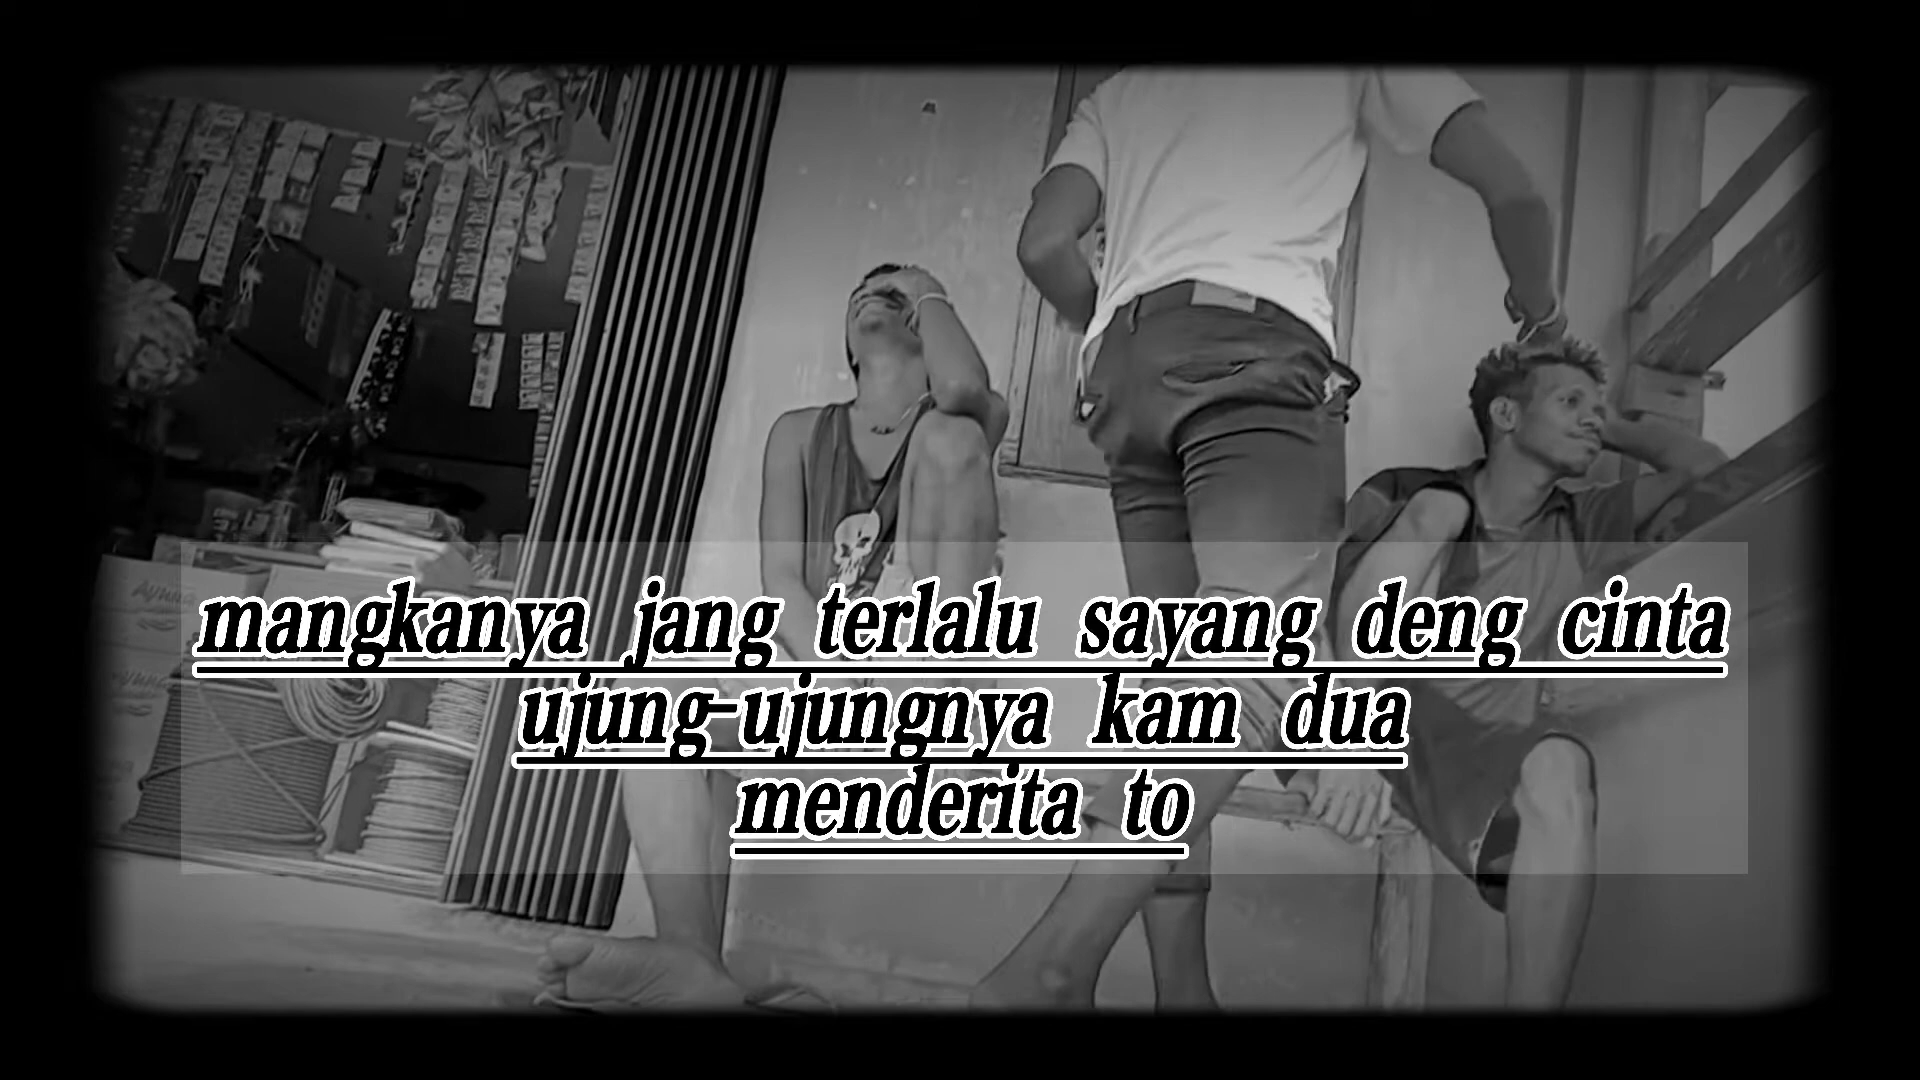 mangkanya jang terlalu sayang deng cinta
ujung-ujungnya kam dua
menderita to